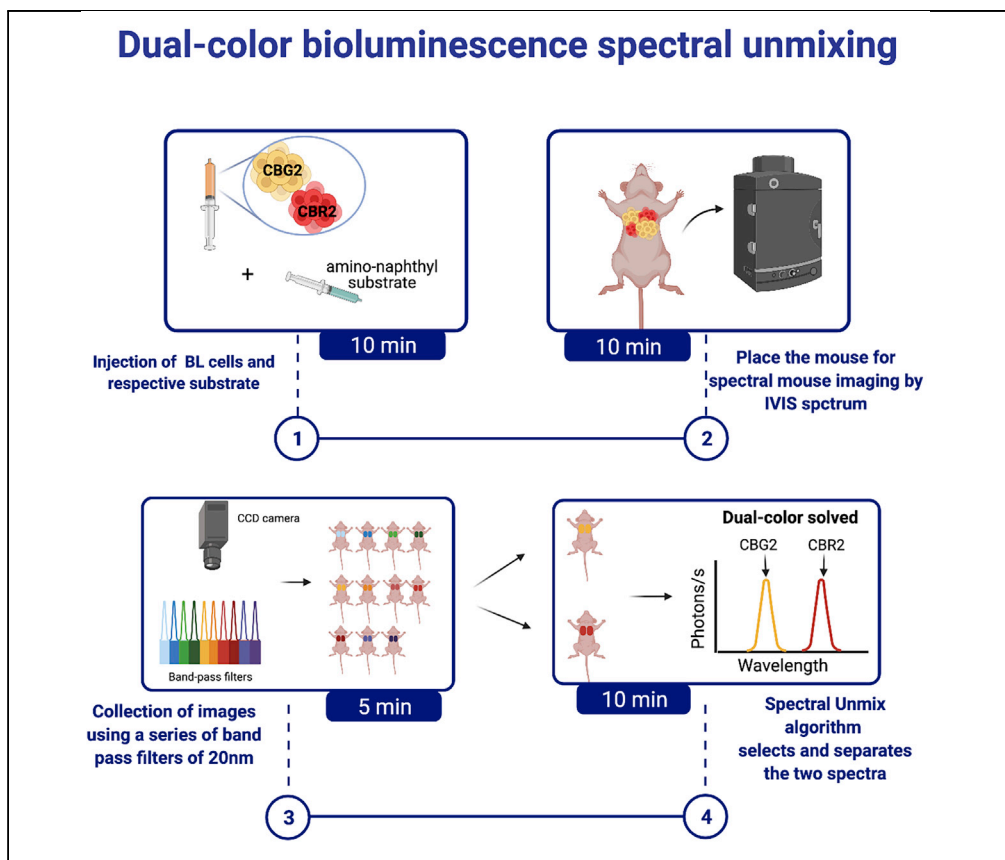 Dual-color bioluminescence spectral unmixing
CBG2
CBR2
+
amino-naphthyl
substrate
10 min
Injection of BL cells and
respective substrate
1
10 min
Place the mouse for
spectral mouse imaging by
IVIS spctrum
2
CCD camera
Band-pass filters
5 min
Collection of images
using a series of band
pass filters of 20nm
3
Dual-color solved
CBG2
CBR2
Photons/s
Wavelength
10 min
Spectral Unmix
algorithm
selects and separates
the two spectra
4